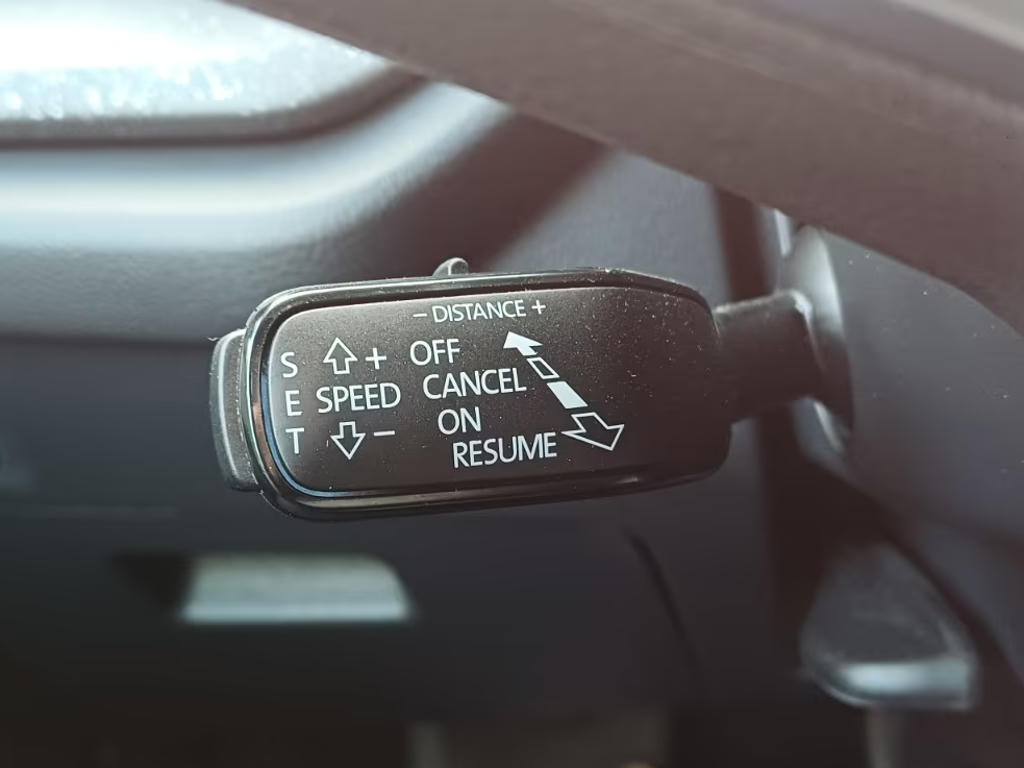 - DISTANCE +
S + OFF
E SPEED CANCEL
T - ON
RESUME